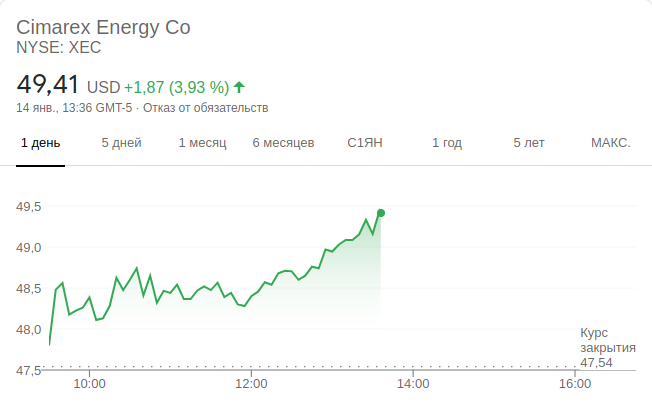 Cimarex Energy Co
NYSE: XEC
49,41 USD +1,87 (3,93 %)
14 янв., 13:36 GMT-5 · Отказ от обязательств
1 день 5 дней 1 месяц 6 месяцев С1ЯН 1 год 5 лет МАКС.
49,5
49,0
48,5
48,0
Курс
закрытия
47,54
47,5
10:00 12:00 14:00 16:00